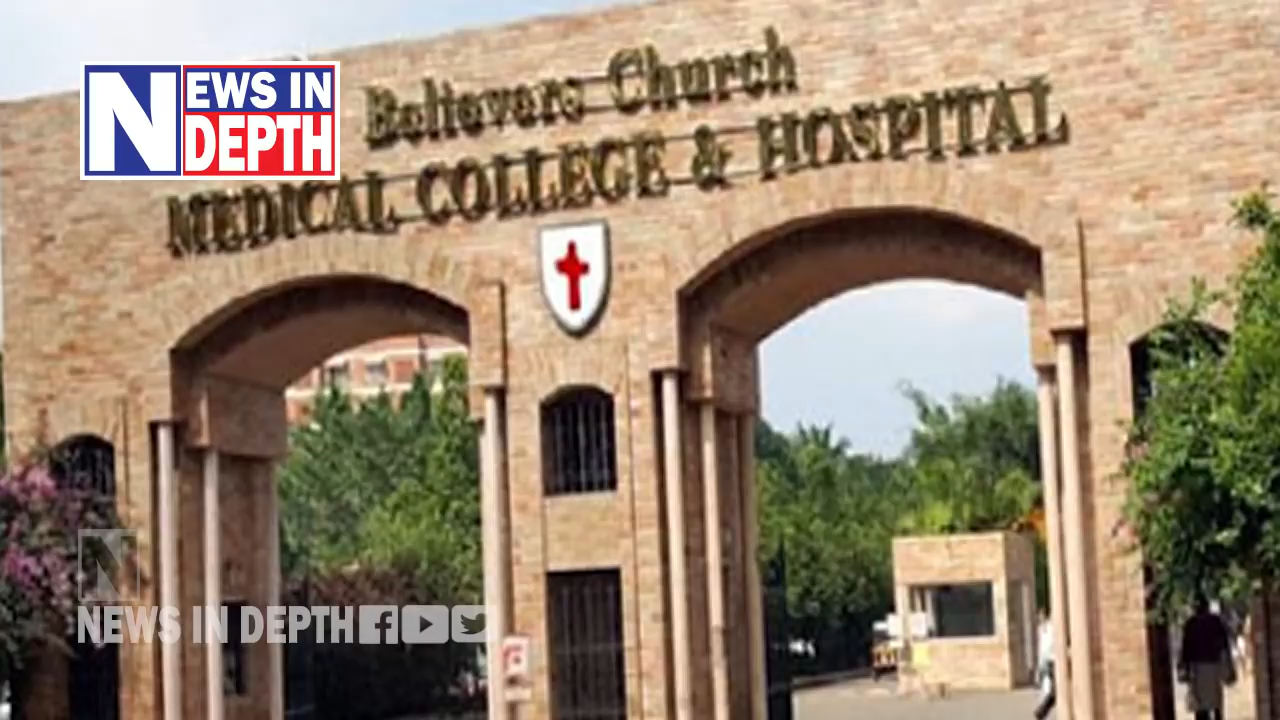 Believers Church
MEDICAL COLLEGE & HOSPITAL
N NEWS IN
DEPTH
N
NEWS IN DEPTH